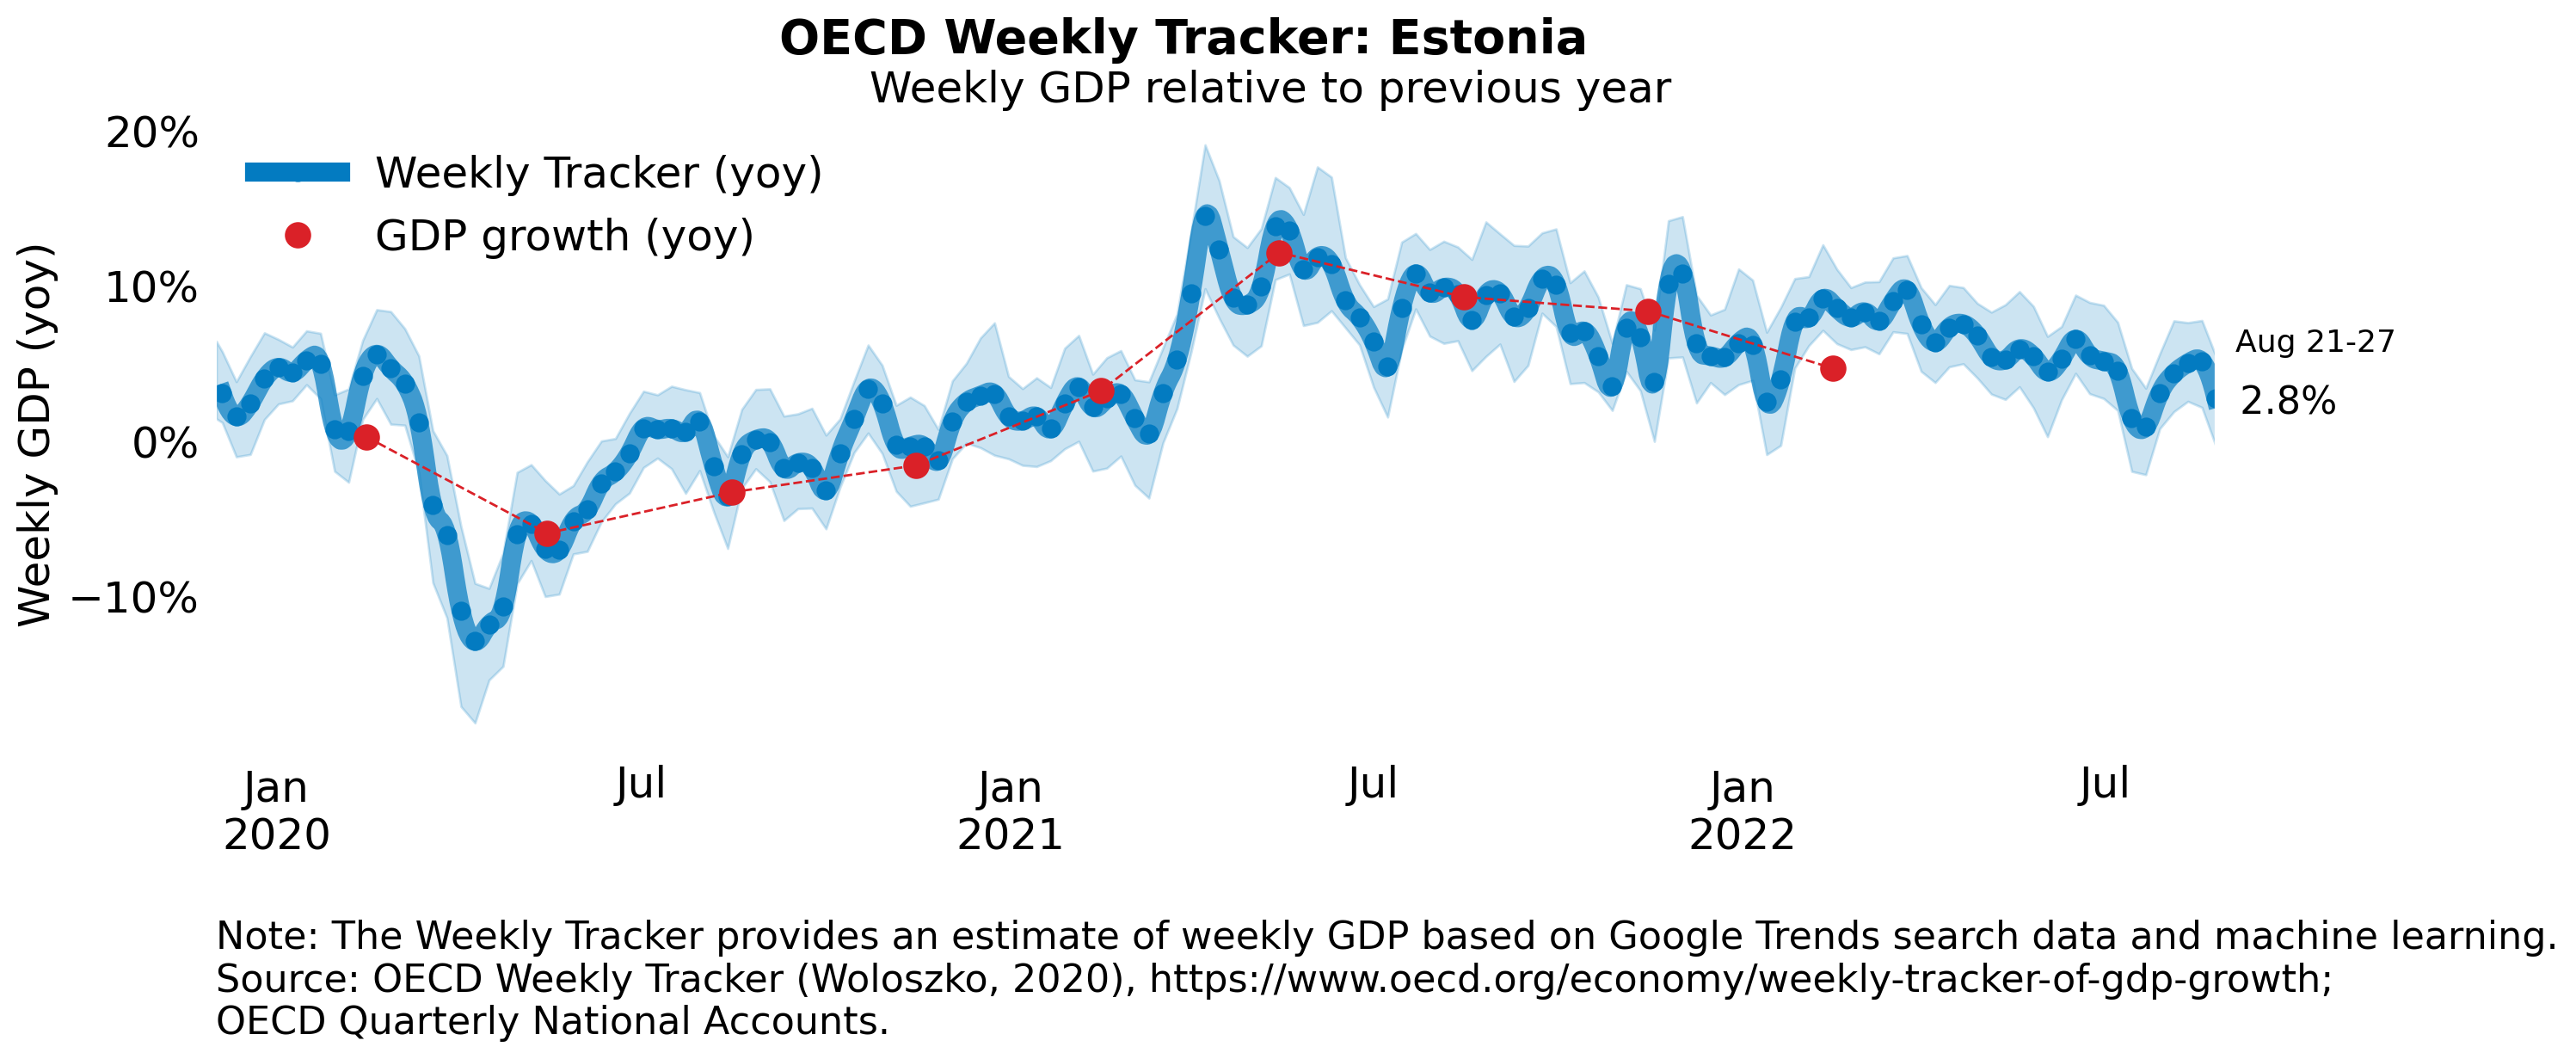 OECD Weekly Tracker: Estonia
Weekly GDP relative to previous year
Weekly GDP (yoy)
20%
10%
0%
−10%
Weekly Tracker (yoy)
GDP growth (yoy)
Aug 21-27
2.8%
Jan
2020
Jul
Jan
2021
Jul
Jan
2022
Jul
Note: The Weekly Tracker provides an estimate of weekly GDP based on Google Trends search data and machine learning.
Source: OECD Weekly Tracker (Woloszko, 2020), https://www.oecd.org/economy/weekly-tracker-of-gdp-growth;
OECD Quarterly National Accounts.